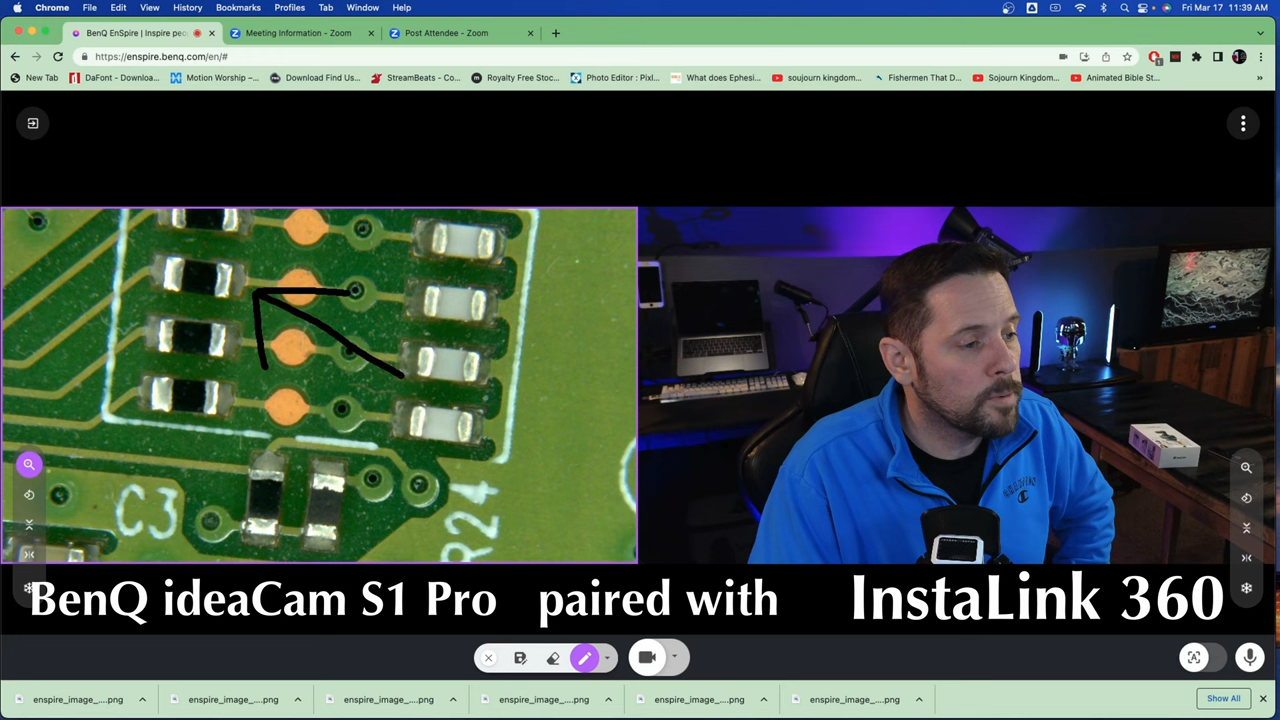 Chrome File Edit View History Bookmarks Profiles Tab Window Help Fri Mar 17 11:39 AM
BenQ EnSpire | Inspire peo Meeting Information - Zoom Post Attendee - Zoom
https://enspire.benq.com/en/#
New Tab DaFont - Downloa... Motion Worship –... Download Find Us... StreamBeats - Co... Royalty Free Stoc... Photo Editor : Pixl... What does Ephesi... soujourn kingdom... Fishermen That D... Sojourn Kingdom... Animated Bible St...
C3
R24
BenQ ideaCam S1 Pro paired with InstaLink 360
enspire_image_....png enspire_image_....png enspire_image_....png enspire_image_....png enspire_image_....png enspire_image_....png Show All